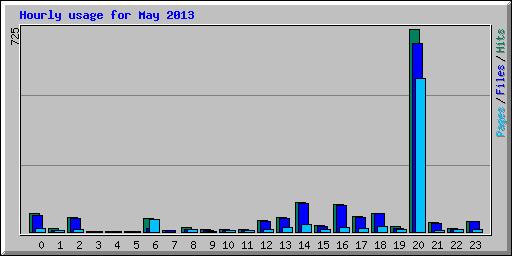 Hourly usage for May 2013
725
Pages/Files/Hits
0 1 2 3 4 5 6 7 8 9 10 11 12 13 14 15 16 17 18 19 20 21 22 23